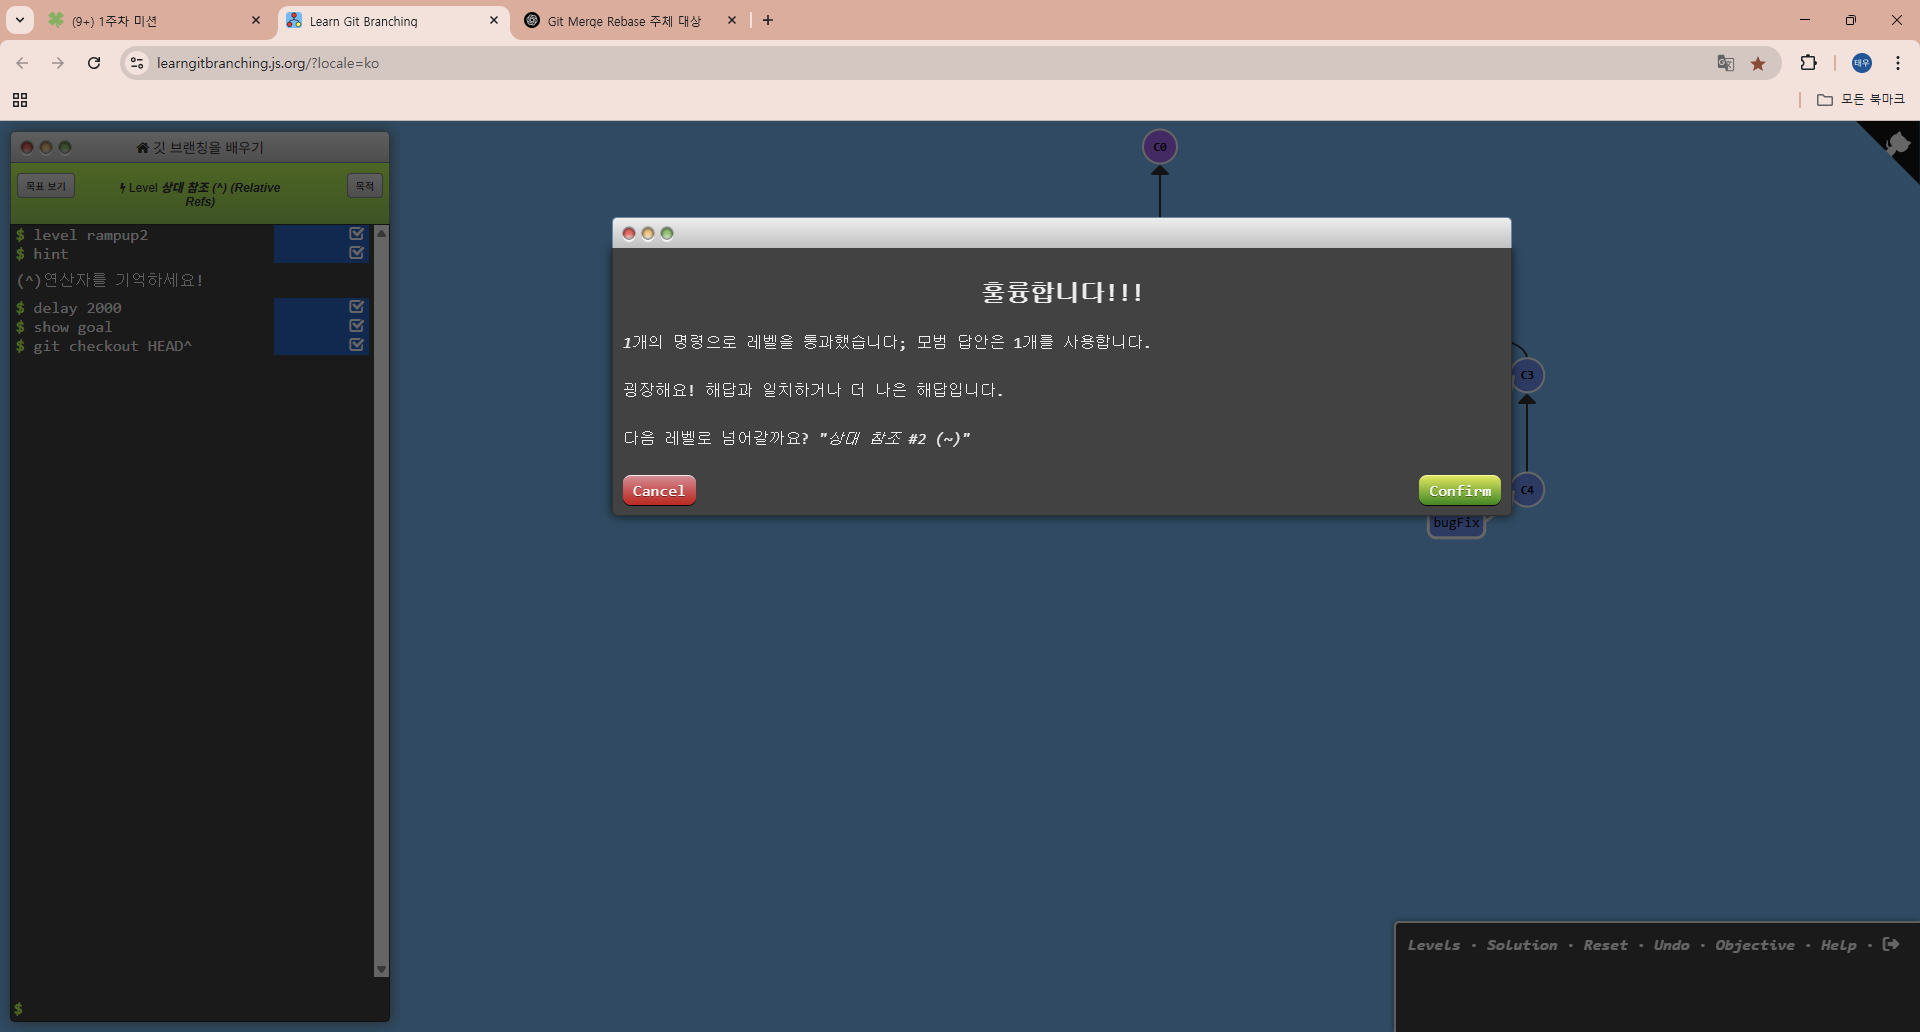 (9+) 1주차 미션
Learn Git Branching
Git Merge Rebase 주체 대상
learngitbranching.js.org/?locale=ko
태우
모든 북마크
깃 브랜칭을 배우기
목표 보기
Level 상대 참조 (^) (Relative Refs)
목적
$ level rampup2
$ hint
(^)연산자를 기억하세요!
$ delay 2000
$ show goal
$ git checkout HEAD^
$
C0
훌륭합니다!!!
1개의 명령으로 레벨을 통과했습니다; 모범 답안은 1개를 사용합니다.
굉장해요! 해답과 일치하거나 더 나은 해답입니다.
다음 레벨로 넘어갈까요? "상대 참조 #2 (~)"
Cancel
Confirm
C3
C4
bugFix
Levels · Solution · Reset · Undo · Objective · Help ·